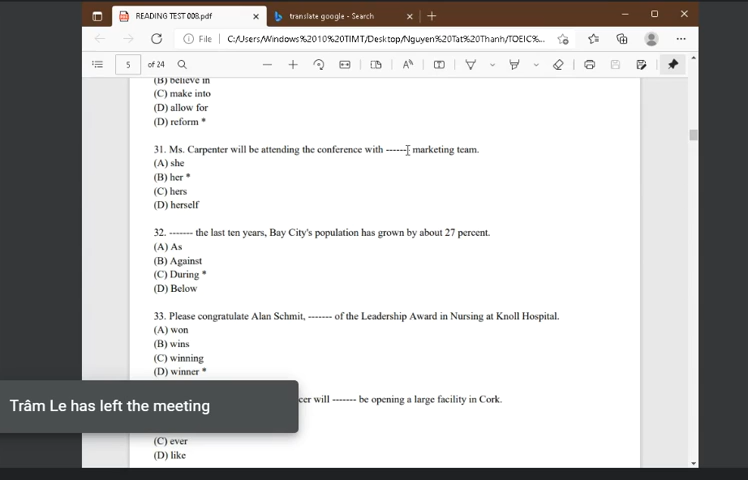 READING TEST 008.pdf
translate google - Search
File
C:/Users/Windows%2010%20TIMT/Desktop/Nguyen%20Tat%20Thanh/TOEIC%...
5 of 24
(B) believe in
(C) make into
(D) allow for
(D) reform *
31. Ms. Carpenter will be attending the conference with ------ marketing team.
(A) she
(B) her *
(C) hers
(D) herself
32. ------- the last ten years, Bay City's population has grown by about 27 percent.
(A) As
(B) Against
(C) During *
(D) Below
33. Please congratulate Alan Schmit, ------- of the Leadership Award in Nursing at Knoll Hospital.
(A) won
(B) wins
(C) winning
(D) winner *
cer will ------- be opening a large facility in Cork.
(C) ever
(D) like
Trâm Le has left the meeting